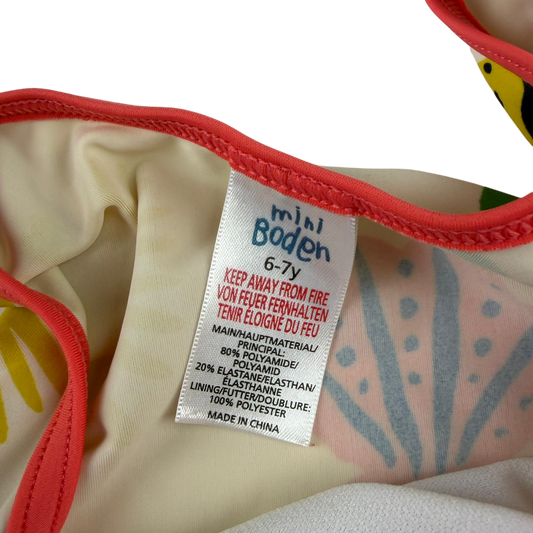 mini
Boden
6-7y
KEEP AWAY FROM FIRE
VON FEUER FERNHALTEN
TENIR ÉLOIGNÉ DU FEU
MAIN/HAUPTMATERIAL/
PRINCIPAL:
80% POLYAMIDE/
POLYAMID
20% ELASTANE/ELASTHAN/
ÉLASTHANNE
LINING/FUTTER/DOUBLURE:
100% POLYESTER
MADE IN CHINA